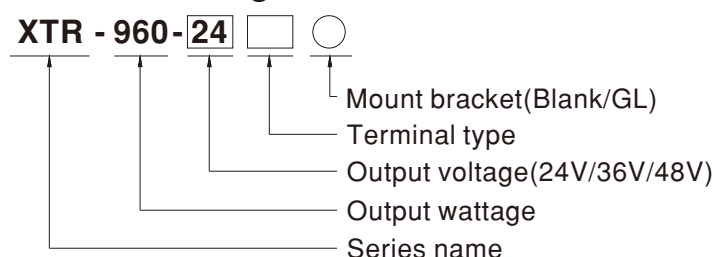 XTR - 960 - 24
Mount bracket(Blank/GL)
Terminal type
Output voltage(24V/36V/48V)
Output wattage
Series name